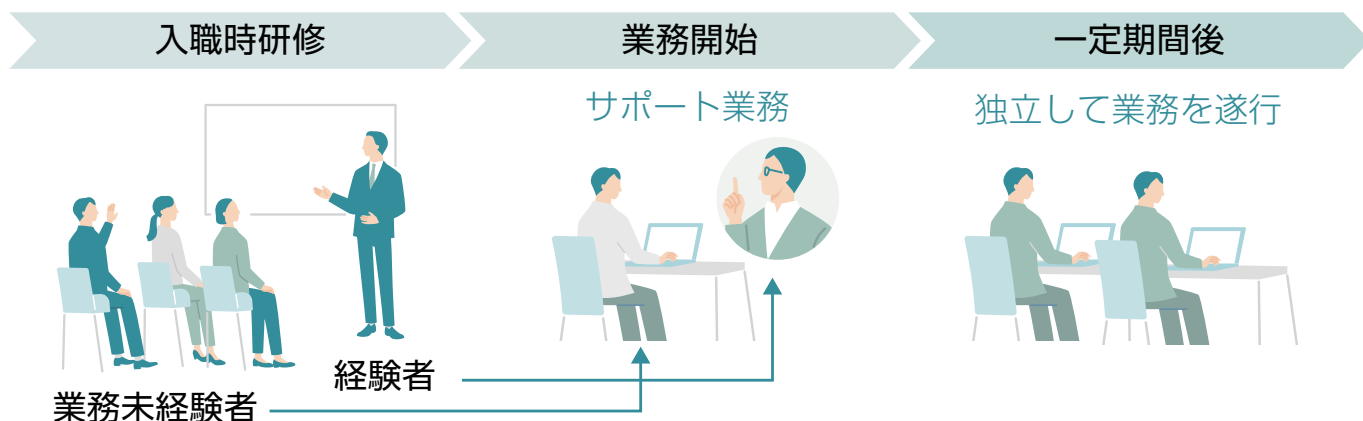 入職時研修
業務開始
一定期間後
サポート業務
独立して業務を遂行
経験者
業務未経験者